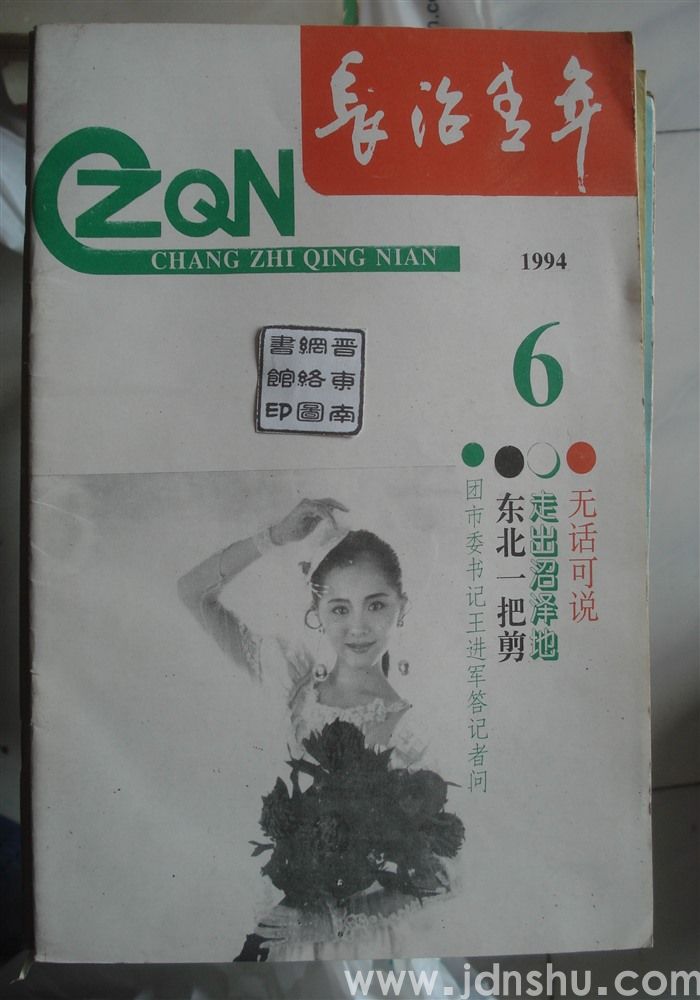 長治青年
CZQN
CHANG ZHI QING NIAN
1994
6
晋東南
網络圖
書館印
无话可说
走出沼泽地
东北一把剪
团市委书记王进军答记者问
www.jdnshu.com